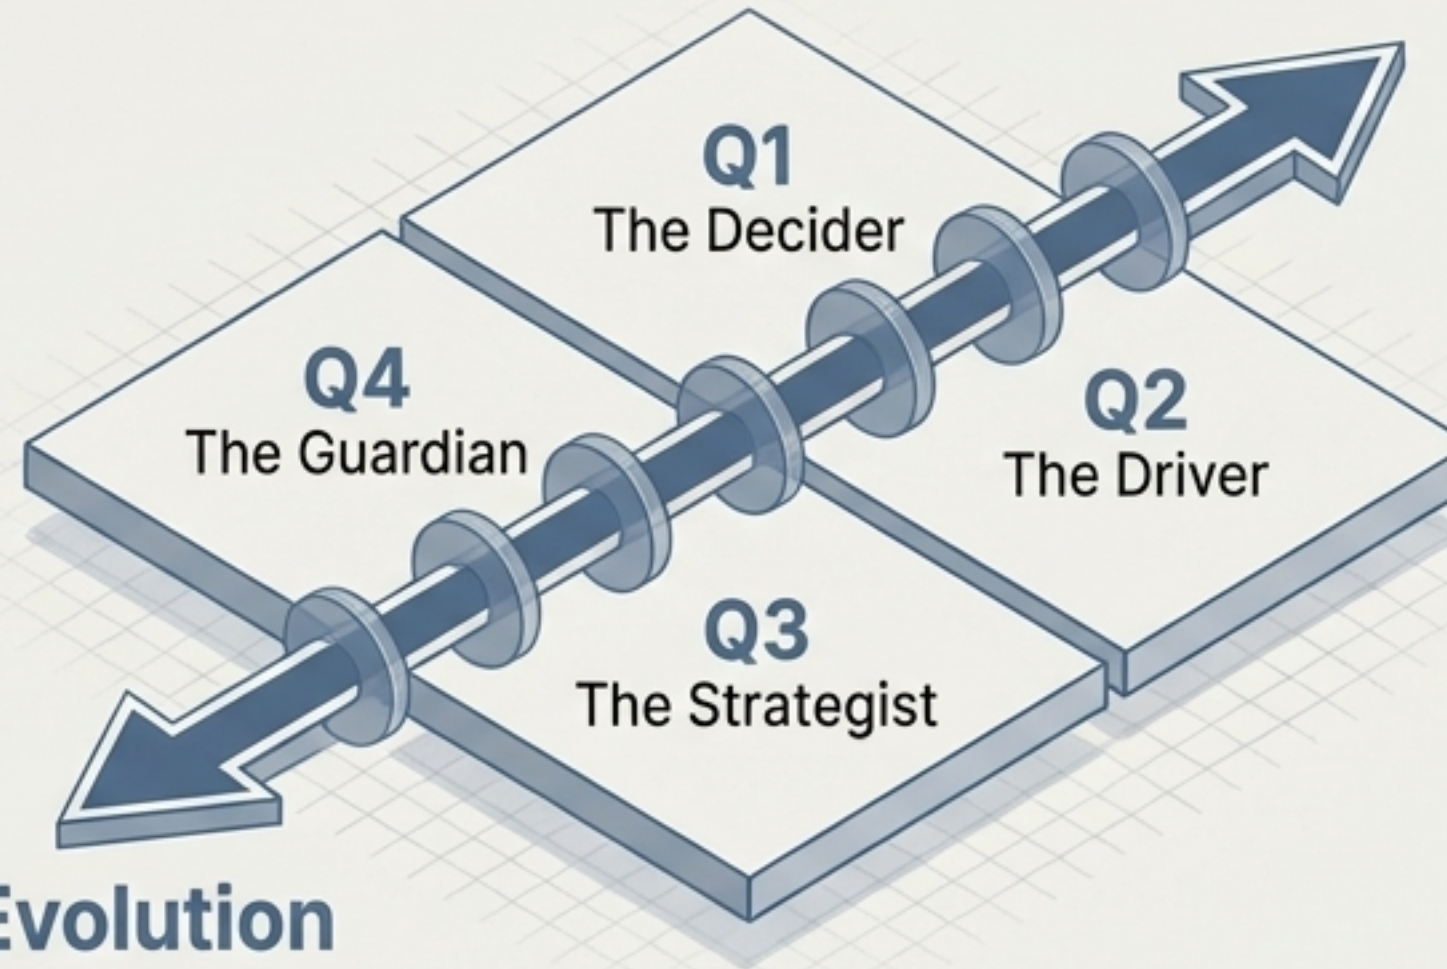 Q1
The Decider
Q4
The Guardian
Q2
The Driver
Q3
The Strategist
Evolution